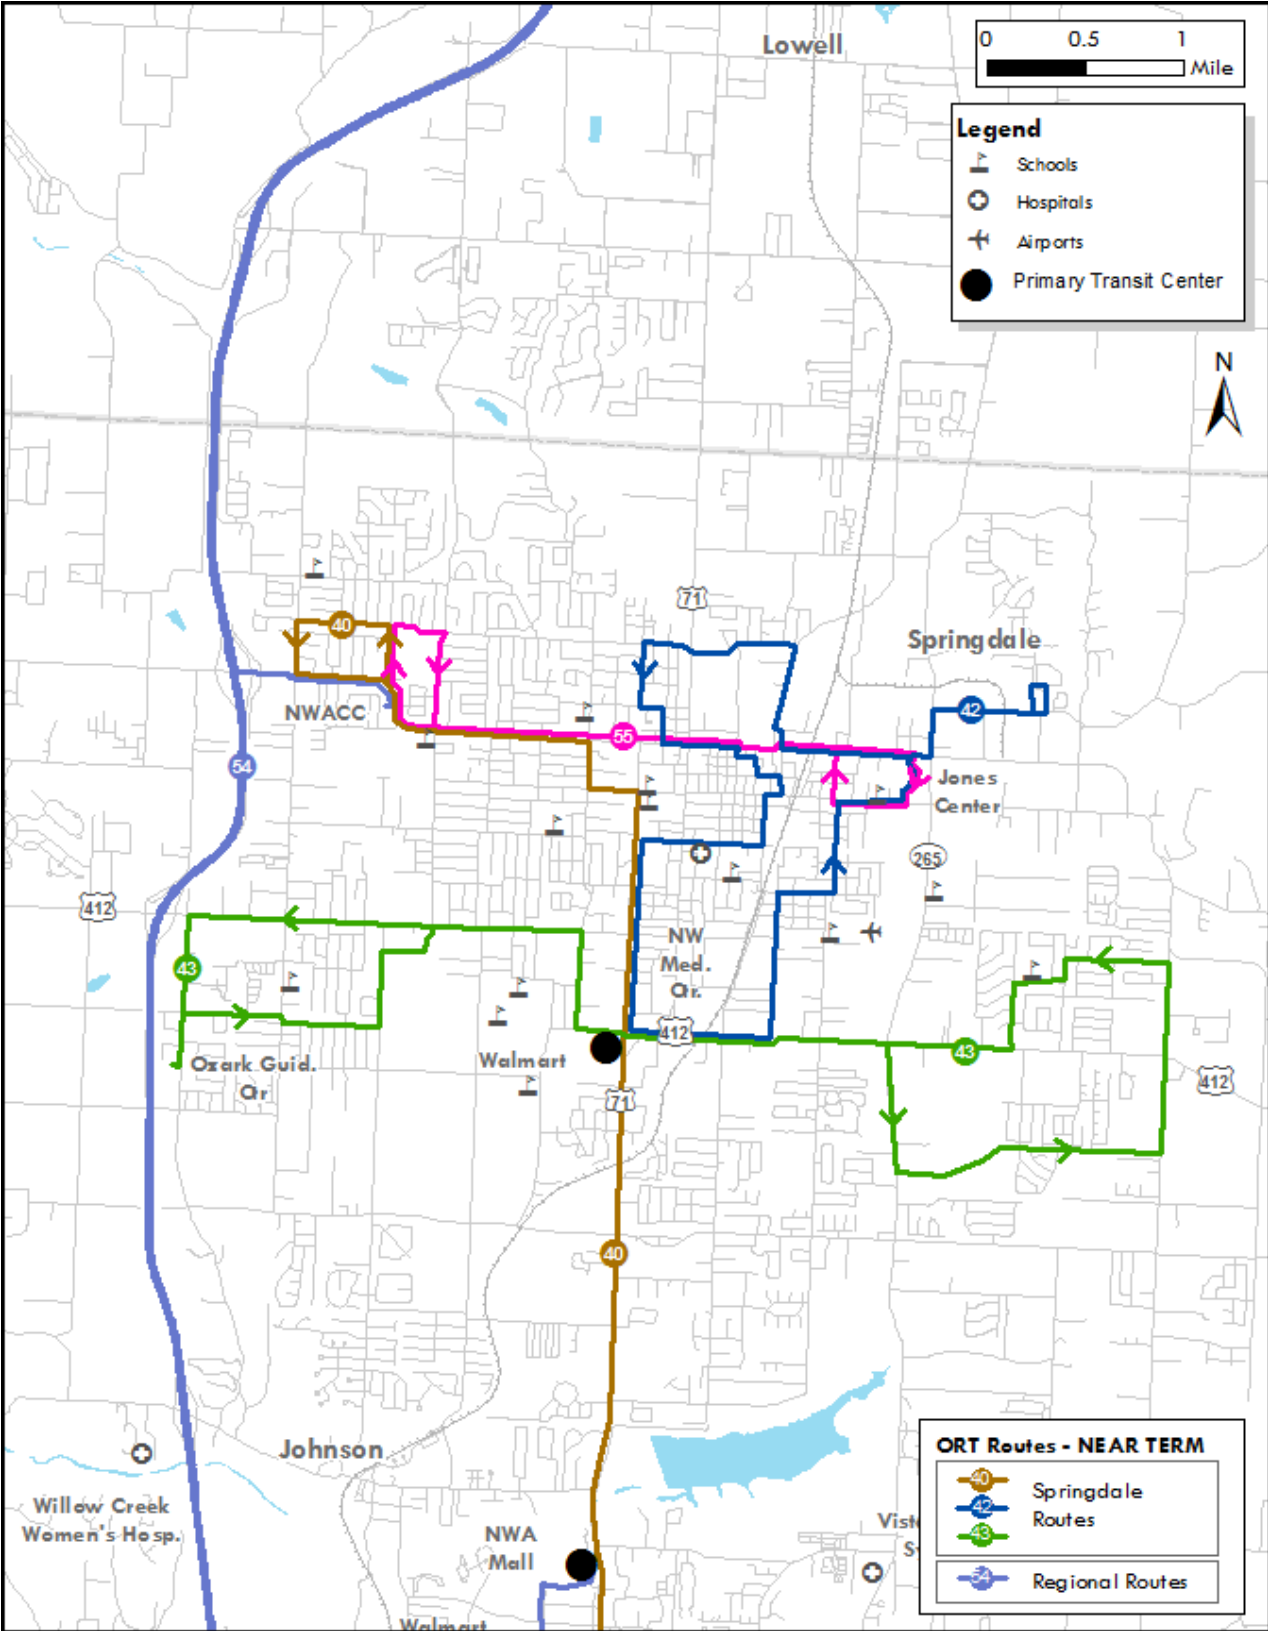 Lowell
0 0.5 1
Mile
Legend
Schools
Hospitals
Airports
Primary Transit Center
N
71
40
Springdale
NWACC
42
55
54
Jones
Center
265
412
NW
Med.
Ctr.
43
412
Ozark Guid.
Ctr
Walmart
43
412
71
40
Johnson
Willow Creek
Women's Hosp.
NWA
Mall
Walmart
ORT Routes - NEAR TERM
40
42
43
Springdale
Routes
54
Regional Routes